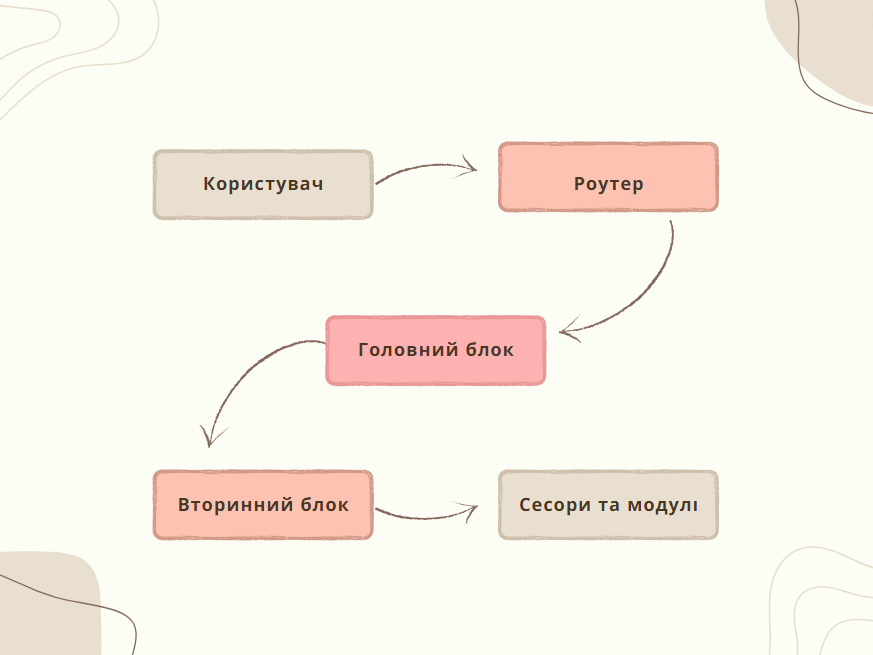 Користувач
Роутер
Головний блок
Вторинний блок
Сесори та модулі